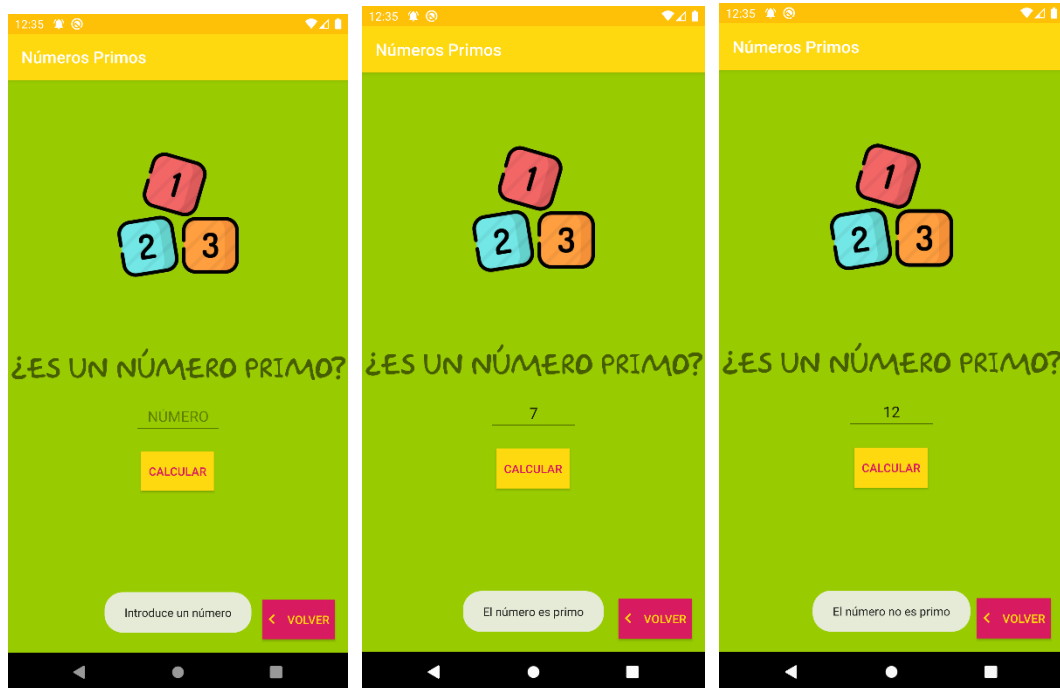 12:35
Números Primos
1
2 3
¿ES UN NÚMERO PRIMO?
NÚMERO
CALCULAR
Introduce un número
VOLVER
12:35
Números Primos
1
2 3
¿ES UN NÚMERO PRIMO?
7
CALCULAR
El número es primo
VOLVER
12:35
Números Primos
1
2 3
¿ES UN NÚMERO PRIMO?
12
CALCULAR
El número no es primo
VOLVER